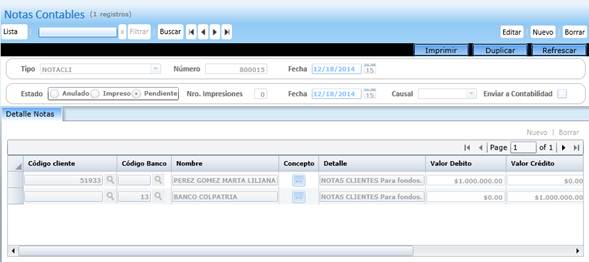 Notas Contables (1 registros)
Lista Filtrar Buscar Editar Nuevo Borrar
Imprimir Duplicar Refrescar
Tipo NOTACLI Número 800015 Fecha 12/18/2014 15
Estado Anulado Impreso Pendiente Nro. Impresiones 0 Fecha 12/18/2014 15 Causal Enviar a Contabilidad
Detalle Notas
Nuevo | Borrar
Page 1 of 1
Código cliente Código Banco Nombre Concepto Detalle Valor Debito Valor Crédito
51933 PEREZ GOMEZ MARTA LILIANA NOTAS CLIENTES Para fondos. $1.000.000.00 $0.00
13 BANCO COLPATRIA NOTAS CLIENTES Para fondos. $0.00 $1.000.000.00